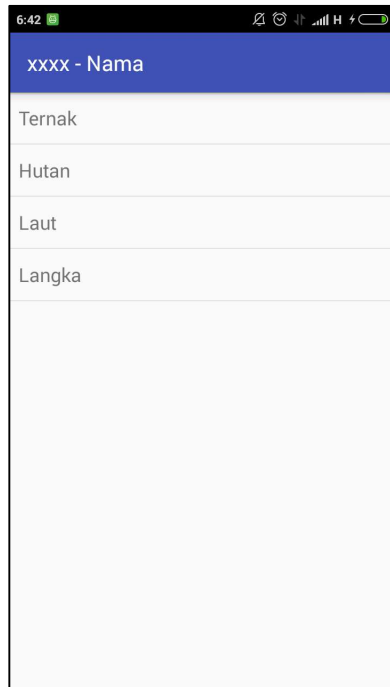 6:42 H
xxxx - Nama
Ternak
Hutan
Laut
Langka